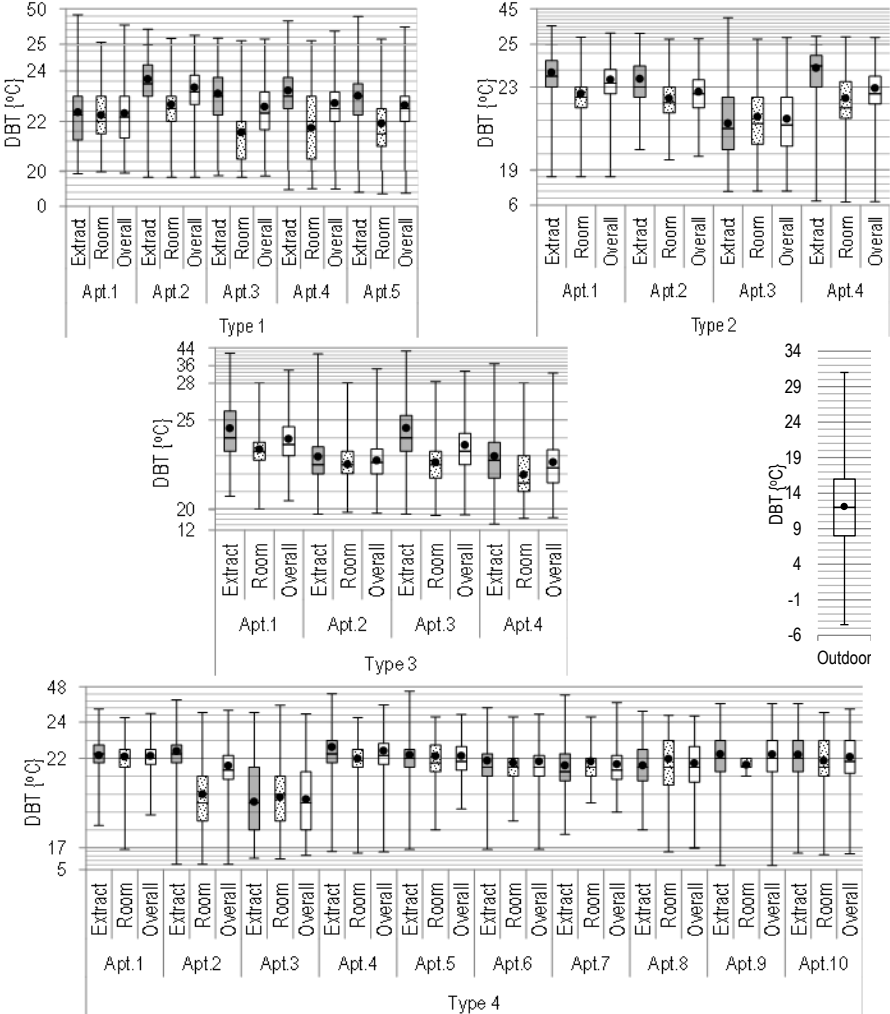 50
25
24
22
20
0
DBT {ºC}
Extract Room Overall Extract Room Overall Extract Room Overall Extract Room Overall Extract Room Overall
Apt.1 Apt.2 Apt.3 Apt.4 Apt.5
Type 1
45
25
23
19
6
DBT {ºC}
Extract Room Overall Extract Room Overall Extract Room Overall Extract Room Overall
Apt.1 Apt.2 Apt.3 Apt.4
Type 2
44
36
28
25
20
12
DBT {ºC}
Extract Room Overall Extract Room Overall Extract Room Overall Extract Room Overall
Apt.1 Apt.2 Apt.3 Apt.4
Type 3
34
29
24
19
14
9
4
-1
-6
DBT {ºC}
Outdoor
48
24
22
17
5
DBT {ºC}
Extract Room Overall Extract Room Overall Extract Room Overall Extract Room Overall Extract Room Overall Extract Room Overall Extract Room Overall Extract Room Overall Extract Room Overall Extract Room Overall
Apt.1 Apt.2 Apt.3 Apt.4 Apt.5 Apt.6 Apt.7 Apt.8 Apt.9 Apt.10
Type 4